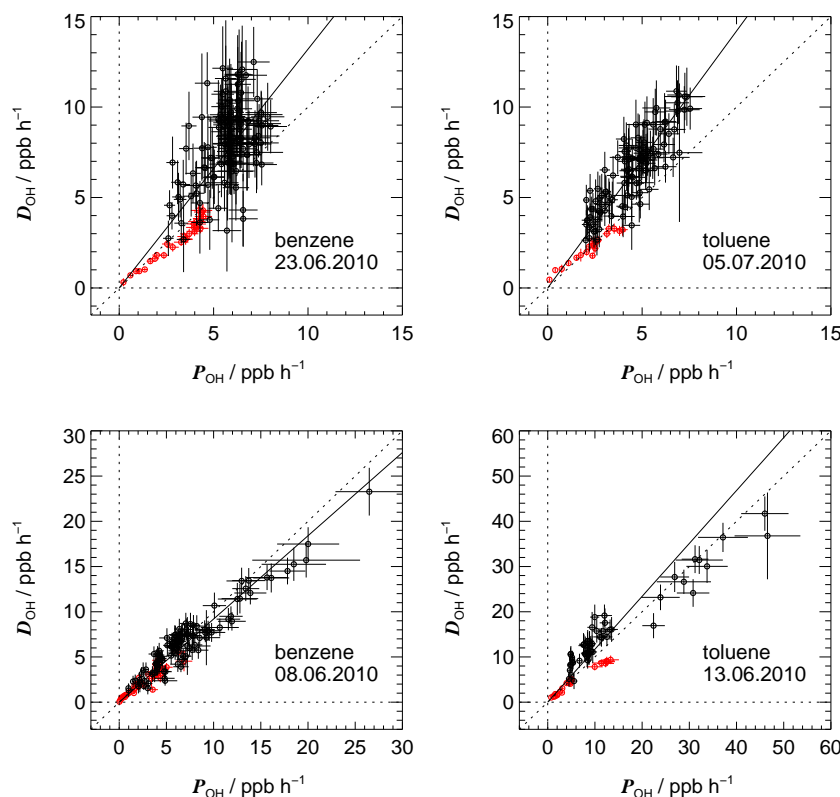 15
10
5
0
D_OH / ppb h⁻¹
benzene
23.06.2010
0 5 10 15
P_OH / ppb h⁻¹
15
10
5
0
D_OH / ppb h⁻¹
toluene
05.07.2010
0 5 10 15
P_OH / ppb h⁻¹
30
25
20
15
10
5
0
D_OH / ppb h⁻¹
benzene
08.06.2010
0 5 10 15 20 25 30
P_OH / ppb h⁻¹
60
50
40
30
20
10
0
D_OH / ppb h⁻¹
toluene
13.06.2010
0 10 20 30 40 50 60
P_OH / ppb h⁻¹